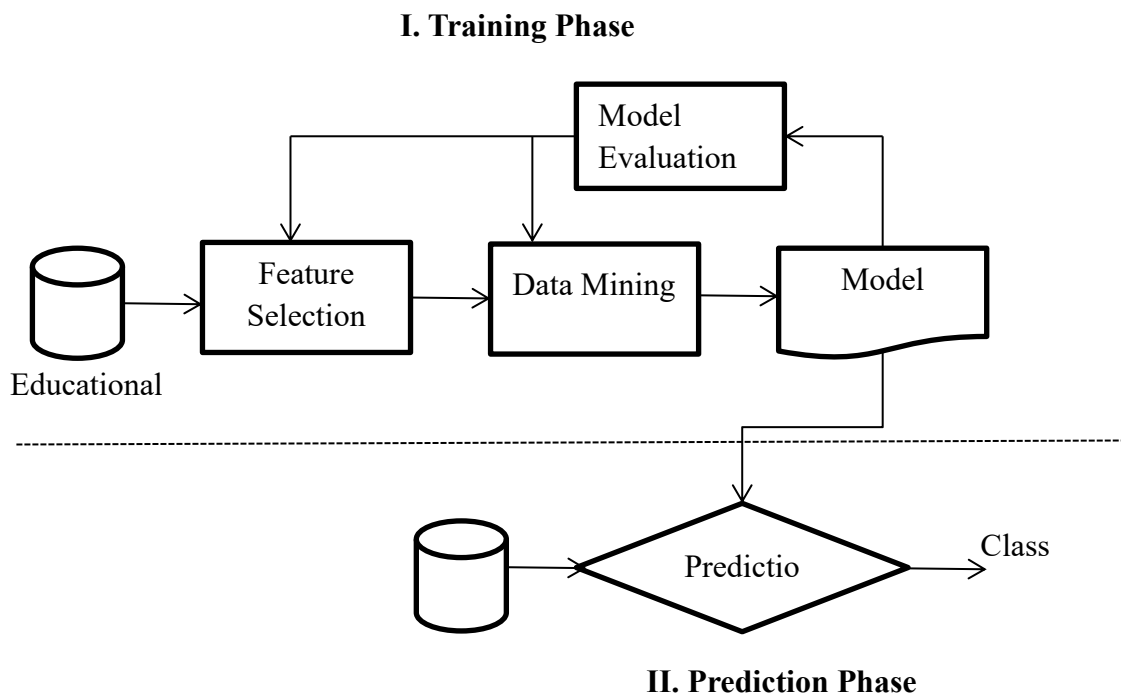 I. Training Phase
Model
Evaluation
Feature
Selection
Data Mining
Model
Educational
Predictio
Class
II. Prediction Phase